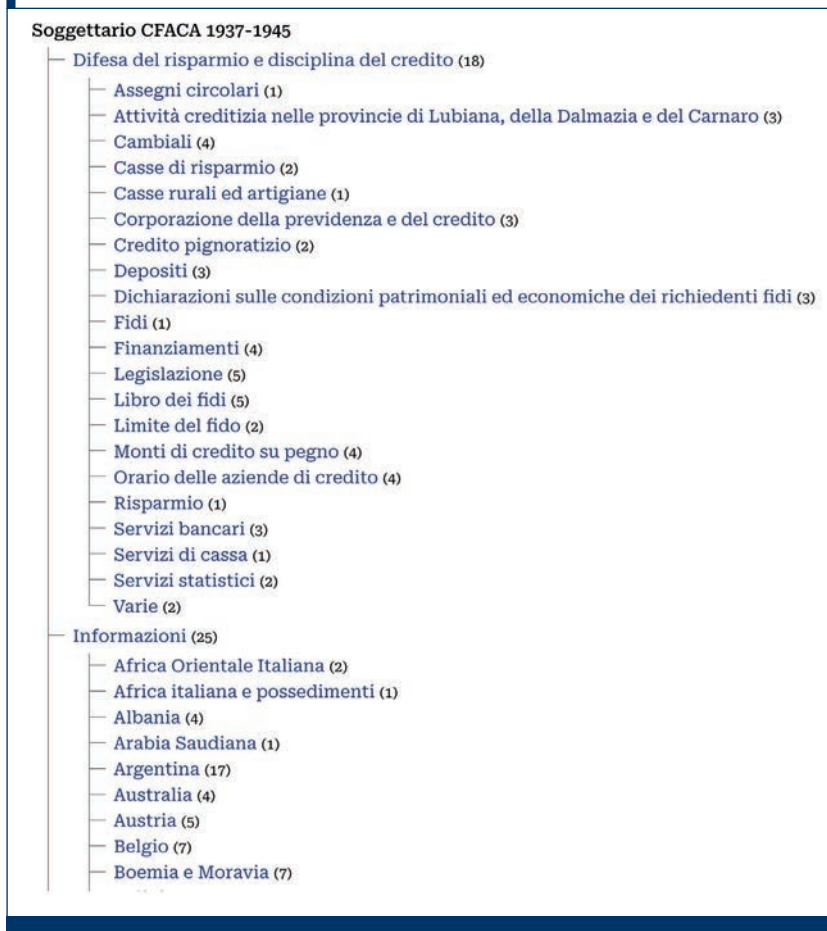 Soggettario CFACA 1937-1945
Difesa del risparmio e disciplina del credito (18)
Assegni circolari (1)
Attività creditizia nelle provincie di Lubiana, della Dalmazia e del Carnaro (3)
Cambiali (4)
Casse di risparmio (2)
Casse rurali ed artigiane (1)
Corporazione della previdenza e del credito (3)
Credito pignoratizio (2)
Depositi (3)
Dichiarazioni sulle condizioni patrimoniali ed economiche dei richiedenti fidi (3)
Fidi (1)
Finanziamenti (4)
Legislazione (5)
Libro dei fidi (5)
Limite del fido (2)
Monti di credito su pegno (4)
Orario delle aziende di credito (4)
Risparmio (1)
Servizi bancari (3)
Servizi di cassa (1)
Servizi statistici (2)
Varie (2)
Informazioni (25)
Africa Orientale Italiana (2)
Africa italiana e possedimenti (1)
Albania (4)
Arabia Saudiana (1)
Argentina (17)
Australia (4)
Austria (5)
Belgio (7)
Boemia e Moravia (7)